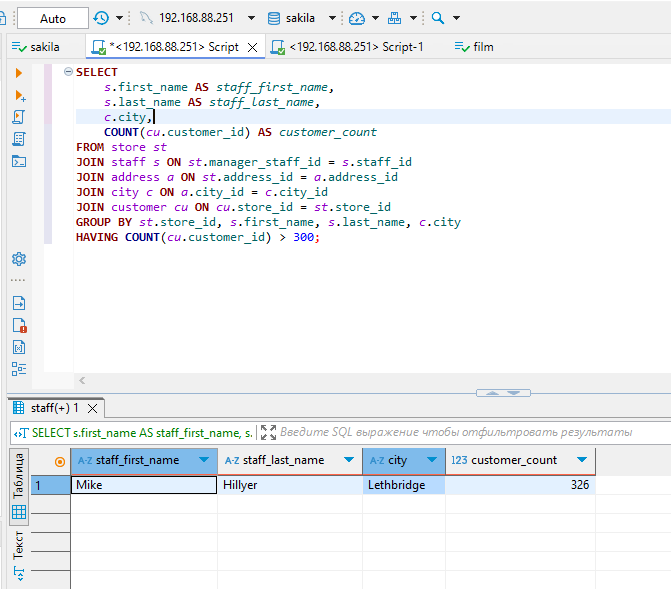 Auto 192.168.88.251 sakila
sakila *<192.168.88.251> Script <192.168.88.251> Script-1 film
SELECT
s.first_name AS staff_first_name,
s.last_name AS staff_last_name,
c.city,
COUNT(cu.customer_id) AS customer_count
FROM store st
JOIN staff s ON st.manager_staff_id = s.staff_id
JOIN address a ON st.address_id = a.address_id
JOIN city c ON a.city_id = c.city_id
JOIN customer cu ON cu.store_id = st.store_id
GROUP BY st.store_id, s.first_name, s.last_name, c.city
HAVING COUNT(cu.customer_id) > 300;
staff(+) 1
SELECT s.first_name AS staff_first_name, s. Введите SQL выражение чтобы отфильтровать результаты
Таблица
Текст
A-Z staff_first_name A-Z staff_last_name A-Z city 123 customer_count
1 Mike Hillyer Lethbridge 326